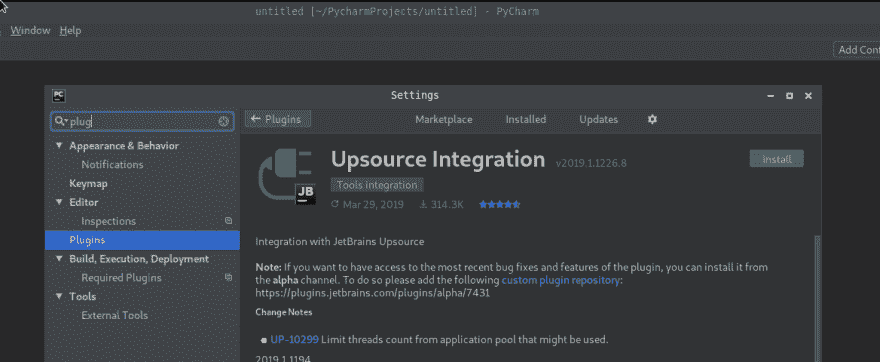 untitled [~/PycharmProjects/untitled] - PyCharm
Window Help
Add Cont
PC
Settings
plug
Plugins
Marketplace
Installed
Updates
Appearance & Behavior
Notifications
Keymap
Editor
Inspections
Plugins
Build, Execution, Deployment
Required Plugins
Tools
External Tools
JB
Upsource Integration v2019.1.1226.8
Install
Tools integration
Mar 29, 2019 314.3K
Integration with JetBrains Upsource
Note: If you want to have access to the most recent bug fixes and features of the plugin, you can install it from
the alpha channel. To do so please add the following custom plugin repository:
https://plugins.jetbrains.com/plugins/alpha/7431
Change Notes
UP-10299 Limit threads count from application pool that might be used.
2019.1.1194